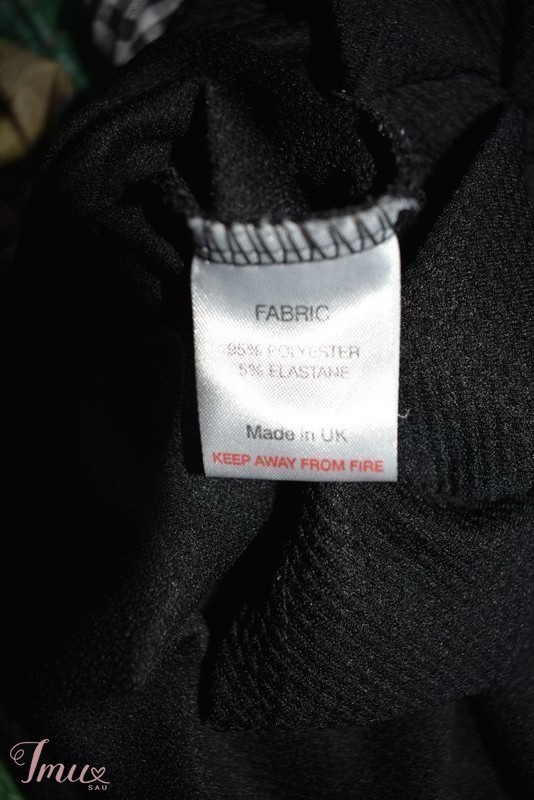 FABRIC
95% POLYESTER
5% ELASTANE
Made in UK
KEEP AWAY FROM FIRE
Imu
SAU